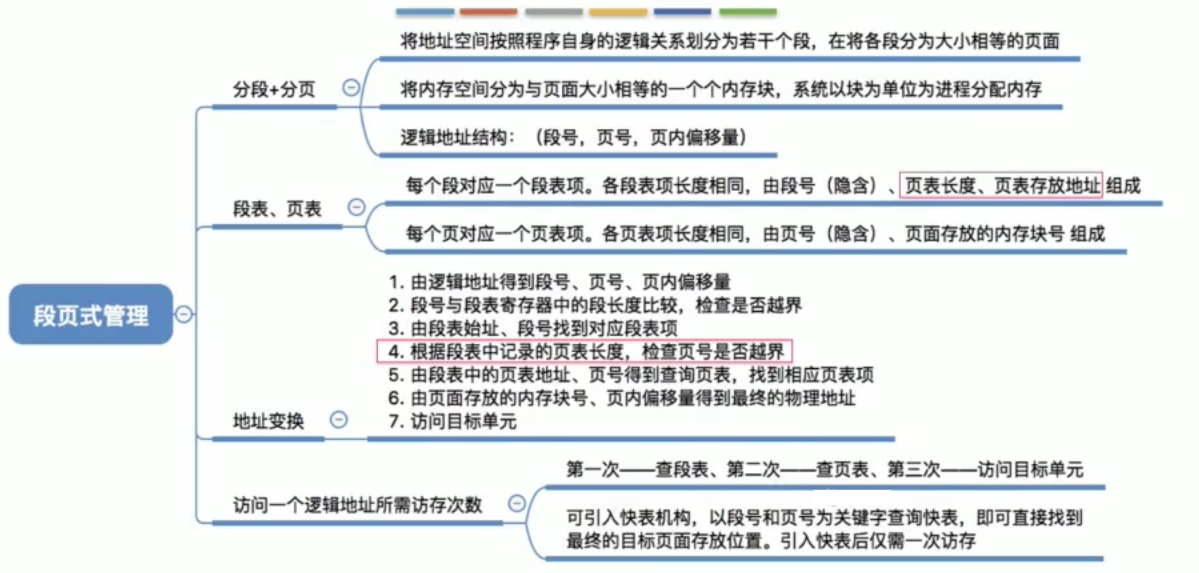 将地址空间按照程序自身的逻辑关系划分为若干个段，在将各段分为大小相等的页面
分段+分页
将内存空间分为与页面大小相等的一个个内存块，系统以块为单位为进程分配内存
逻辑地址结构：（段号，页号，页内偏移量）
每个段对应一个段表项。各段表项长度相同，由段号（隐含）、页表长度、页表存放地址 组成
段表、页表
每个页对应一个页表项。各页表项长度相同，由页号（隐含）、页面存放的内存块号 组成
段页式管理
1. 由逻辑地址得到段号、页号、页内偏移量
2. 段号与段表寄存器中的段长度比较，检查是否越界
3. 由段表始址、段号找到对应段表项
4. 根据段表中记录的页表长度，检查页号是否越界
5. 由段表中的页表地址、页号得到查询页表，找到相应页表项
6. 由页面存放的内存块号、页内偏移量得到最终的物理地址
7. 访问目标单元
地址变换
第一次——查段表、第二次——查页表、第三次——访问目标单元
访问一个逻辑地址所需访存次数
可引入快表机构，以段号和页号为关键字查询快表，即可直接找到
最终的目标页面存放位置。引入快表后仅需一次访存